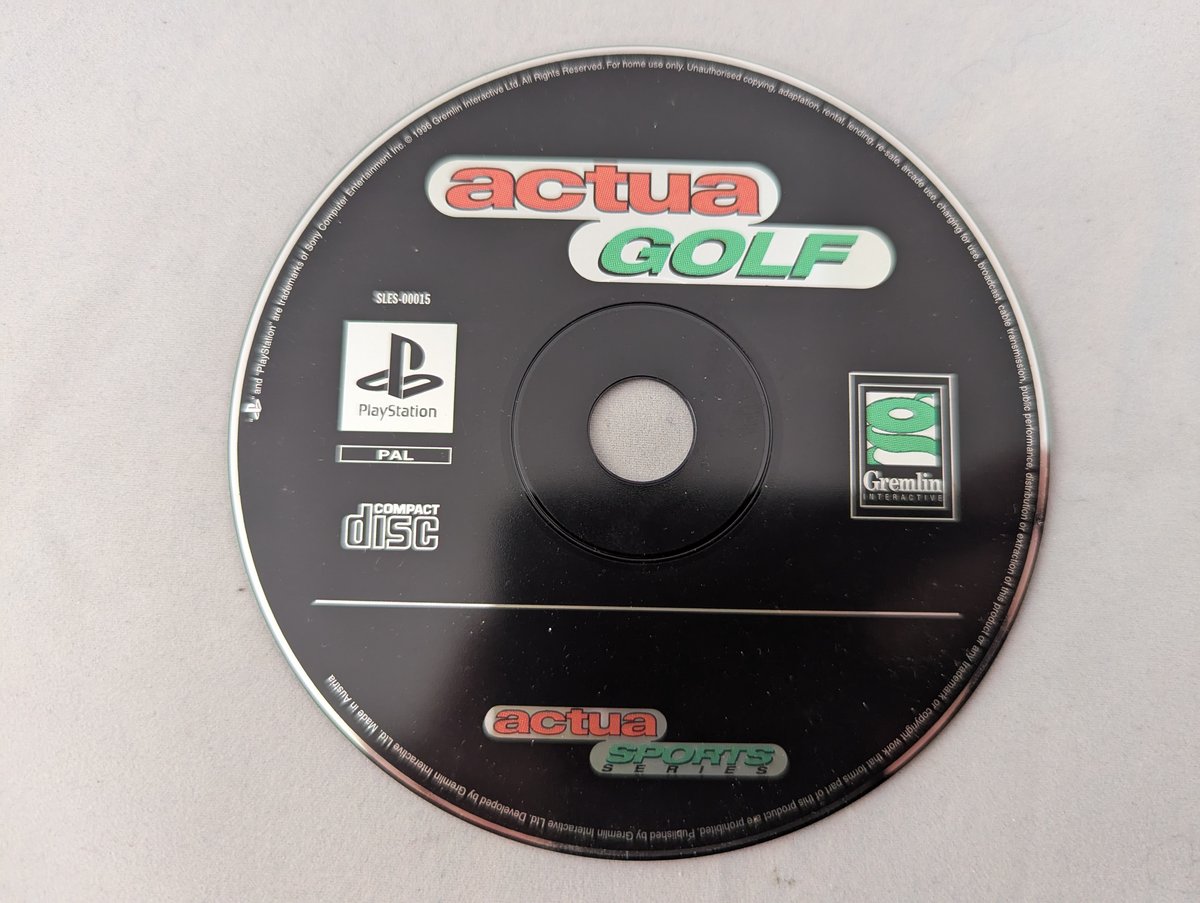 and "PlayStation" are trademarks of Sony Computer Entertainment Inc. © 1996 Gremlin Interactive Ltd. All Rights Reserved. For home use only. Unauthorised copying, adaptation, rental, lending, re-sale, arcade use, charging for use, broadcast, cable transmission, public performance, distribution or extraction of this product or any trademark or copyright work that forms part of this product are prohibited. Published by Gremlin Interactive Ltd. Developed by Gremlin Interactive Ltd. Made in Austria
actua
GOLF
SLES-00015
PlayStation
PAL
COMPACT
disc
Gremlin
INTERACTIVE
actua
SPORTS
SERIES